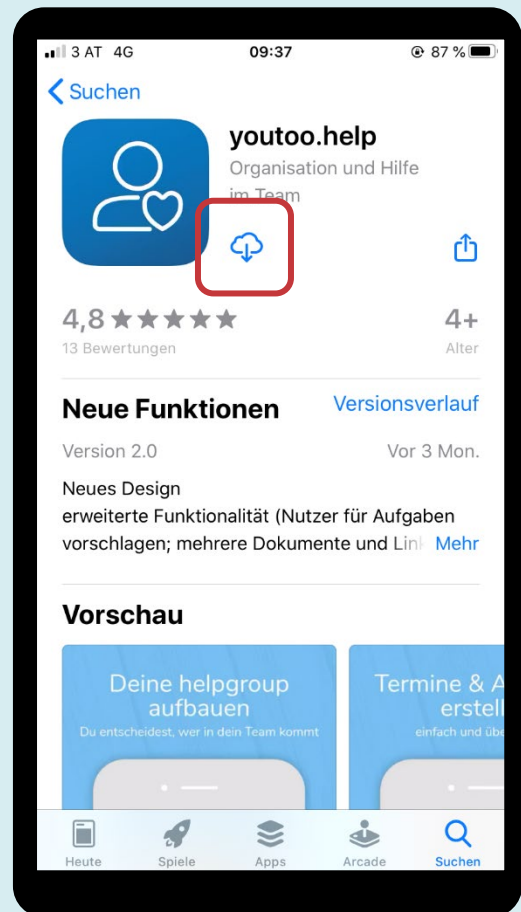 3 AT 4G 09:37 87 %
Suchen
youtoo.help
Organisation und Hilfe
im Team
4,8 4+
13 Bewertungen Alter
Neue Funktionen Versionsverlauf
Version 2.0 Vor 3 Mon.
Neues Design
erweiterte Funktionalität (Nutzer für Aufgaben
vorschlagen; mehrere Dokumente und Mehr
Vorschau
Deine helpgroup
aufbauen
Du entscheidest, wer in dein Team kommt
Termine & A
erstell
einfach und übe
Heute Spiele Apps Arcade Suchen